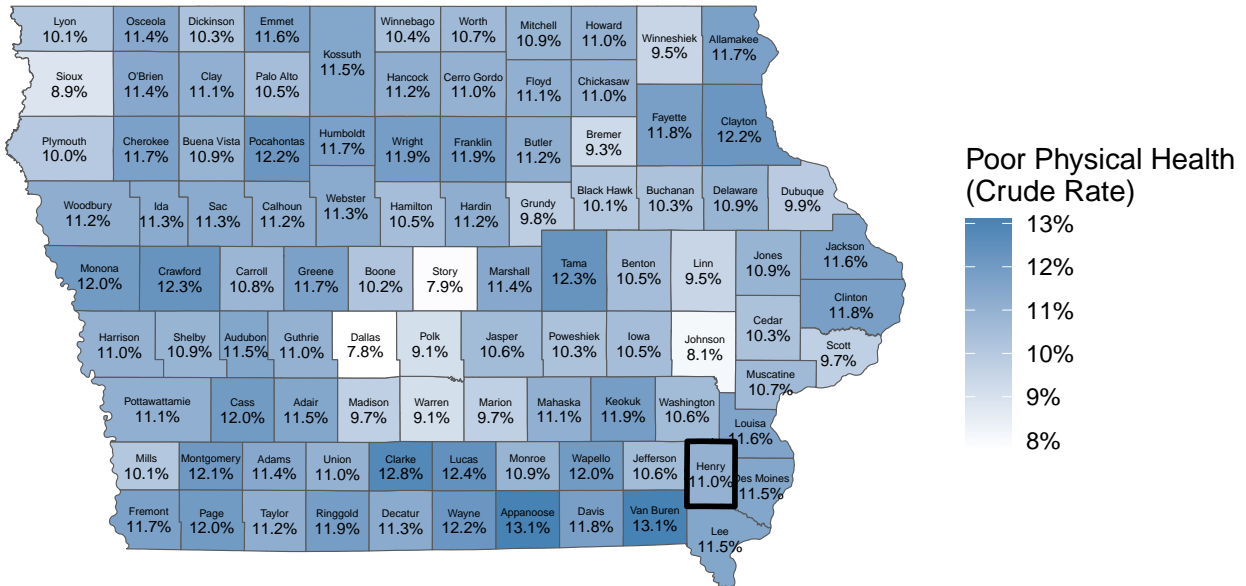 Lyon
10.1%
Osceola
11.4%
Dickinson
10.3%
Emmet
11.6%
Kossuth
11.5%
Winnebago
10.4%
Worth
10.7%
Mitchell
10.9%
Howard
11.0%
Winneshiek
9.5%
Allamakee
11.7%
Sioux
8.9%
O'Brien
11.4%
Clay
11.1%
Palo Alto
10.5%
Hancock
11.2%
Cerro Gordo
11.0%
Floyd
11.1%
Chickasaw
11.0%
Fayette
11.8%
Clayton
12.2%
Plymouth
10.0%
Cherokee
11.7%
Buena Vista
10.9%
Pocahontas
12.2%
Humboldt
11.7%
Wright
11.9%
Franklin
11.9%
Butler
11.2%
Bremer
9.3%
Woodbury
11.2%
Ida
11.3%
Sac
11.3%
Calhoun
11.2%
Webster
11.3%
Hamilton
10.5%
Hardin
11.2%
Grundy
9.8%
Black Hawk
10.1%
Buchanan
10.3%
Delaware
10.9%
Dubuque
9.9%
Monona
12.0%
Crawford
12.3%
Carroll
10.8%
Greene
11.7%
Boone
10.2%
Story
7.9%
Marshall
11.4%
Tama
12.3%
Benton
10.5%
Linn
9.5%
Jones
10.9%
Jackson
11.6%
Clinton
11.8%
Harrison
11.0%
Shelby
10.9%
Audubon
11.5%
Guthrie
11.0%
Dallas
7.8%
Polk
9.1%
Jasper
10.6%
Poweshiek
10.3%
Iowa
10.5%
Johnson
8.1%
Cedar
10.3%
Scott
9.7%
Muscatine
10.7%
Pottawattamie
11.1%
Cass
12.0%
Adair
11.5%
Madison
9.7%
Warren
9.1%
Marion
9.7%
Mahaska
11.1%
Keokuk
11.9%
Washington
10.6%
Louisa
11.6%
Mills
10.1%
Montgomery
12.1%
Adams
11.4%
Union
11.0%
Clarke
12.8%
Lucas
12.4%
Monroe
10.9%
Wapello
12.0%
Jefferson
10.6%
Henry
11.0%
Des Moines
11.5%
Fremont
11.7%
Page
12.0%
Taylor
11.2%
Ringgold
11.9%
Decatur
11.3%
Wayne
12.2%
Appanoose
13.1%
Davis
11.8%
Van Buren
13.1%
Lee
11.5%
Poor Physical Health
(Crude Rate)
13%
12%
11%
10%
9%
8%